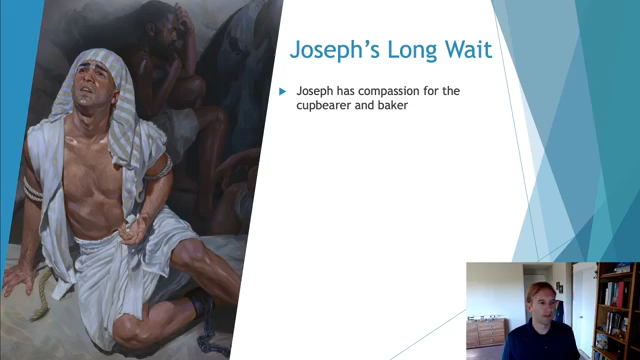 Joseph's Long Wait
Joseph has compassion for the
cupbearer and baker